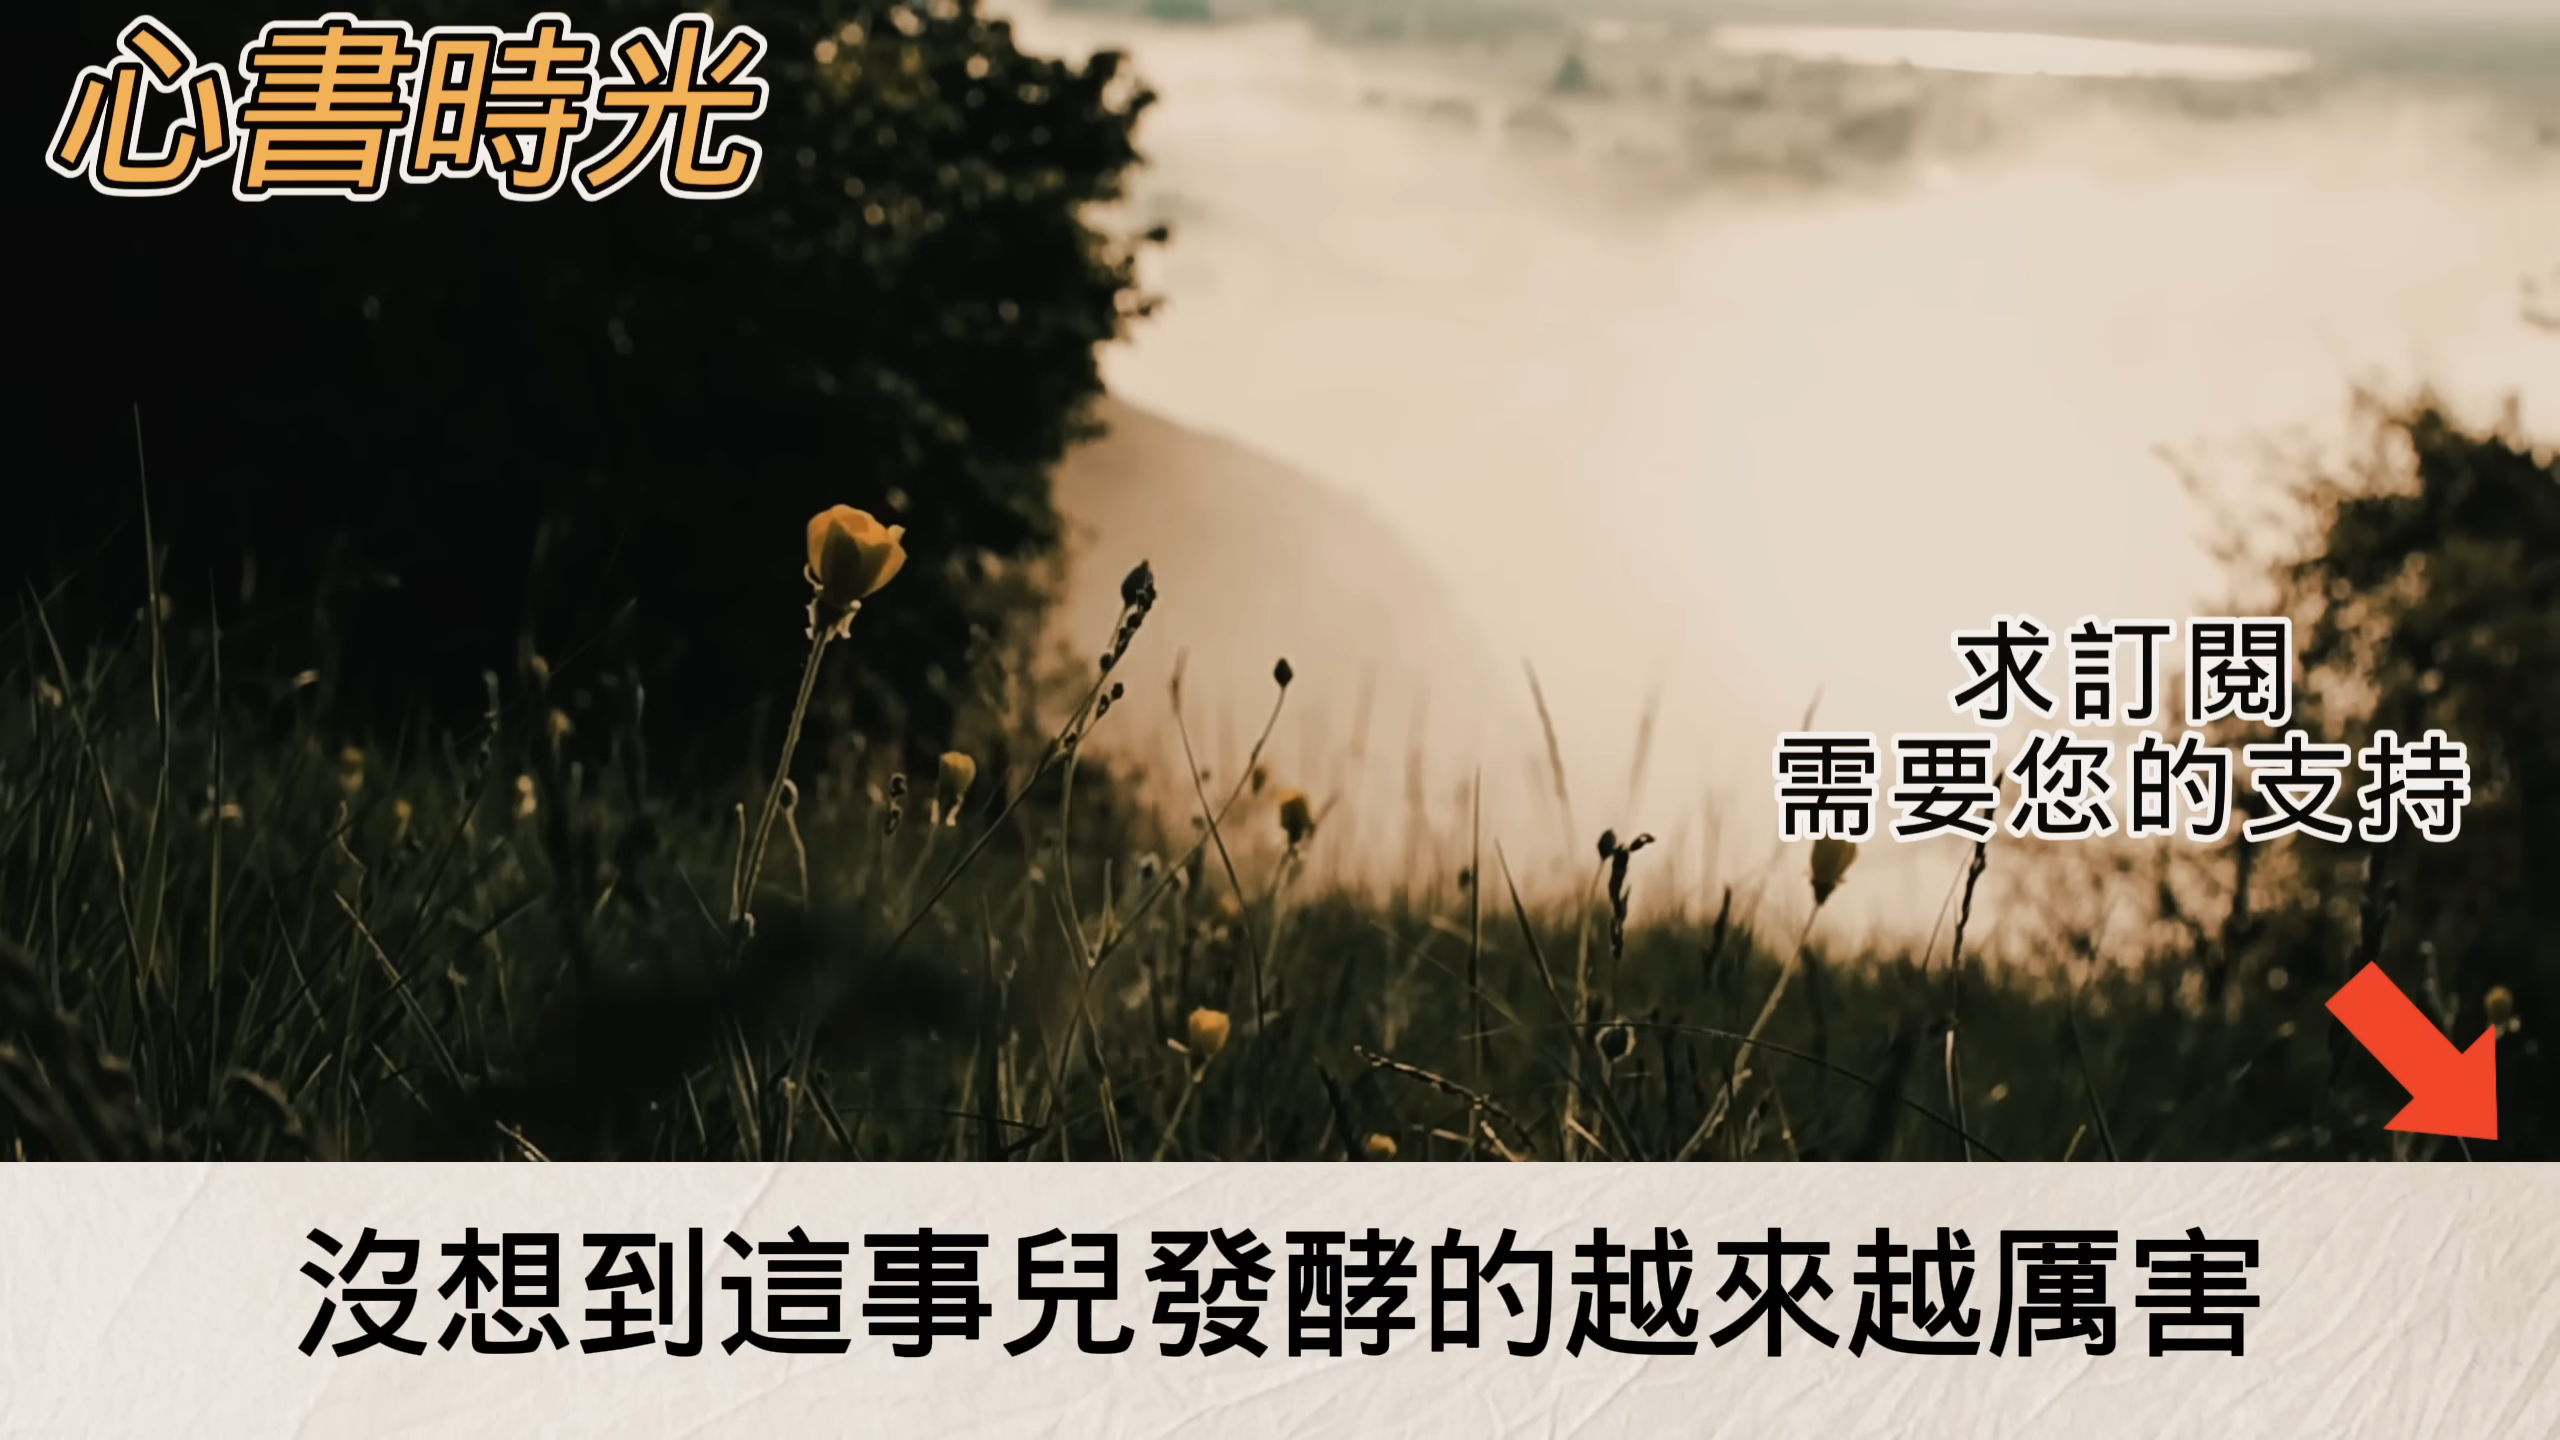 心書時光
求訂閱
需要您的支持
沒想到這事兒發酵的越來越厲害